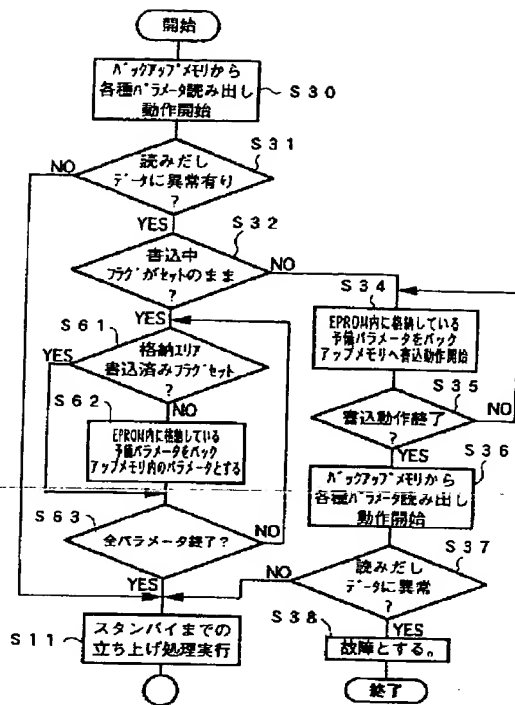 開始
バックアップメモリから
各種パラメータ読み出し
動作開始
S30
S31
読みだし
データに異常有り
?
NO
YES
S32
書込中
フラグがセットのまま
?
NO
YES
S61
格納エリア
書込済みフラグセット
?
YES
NO
S62
EPROM内に格納している
予備パラメータをバック
アップメモリ内のパラメータとする
S63
全パラメータ終了?
NO
YES
S11
スタンバイまでの
立ち上げ処理実行
S34
EPROM内に格納している
予備パラメータをバック
アップメモリへ書込動作開始
S35
書込動作終了
?
NO
YES
S36
バックアップメモリから
各種パラメータ読み出し
動作開始
S37
読みだし
データに異常
?
NO
YES
S38
故障とする。
終了